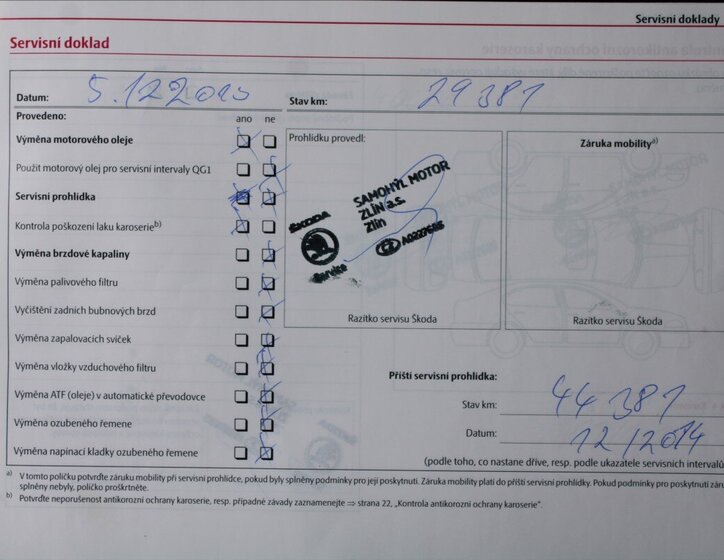 Servisní doklady
Servisní doklad
Datum: 5.12.2013 Stav km: 29381
Provedeno: ano ne
Výměna motorového oleje
Použit motorový olej pro servisní intervaly QG1
Servisní prohlídka
Kontrola poškození laku karoserie b)
Výměna brzdové kapaliny
Výměna palivového filtru
Vyčištění zadních bubnových brzd
Výměna zapalovacích svíček
Výměna vložky vzduchového filtru
Výměna ATF (oleje) v automatické převodovce
Výměna ozubeného řemene
Výměna napínací kladky ozubeného řemene
Prohlídku provedl:
ŠKODA
Service
SAMOHÝL MOTOR
ZLÍN a.s.
Zlín
Razítko servisu Škoda
Záruka mobility a)
Razítko servisu Škoda
Příští servisní prohlídka:
Stav km: 44381
Datum: 12/2014
(podle toho, co nastane dříve, resp. podle ukazatele servisních intervalů
a) V tomto políčku potvrďte záruku mobility při servisní prohlídce, pokud byly splněny podmínky pro její poskytnutí. Záruka mobility platí do příští servisní prohlídky. Pokud podmínky pro poskytnutí zár
splněny nebyly, políčko proškrtněte.
b) Potvrďte neporušenost antikorozní ochrany karoserie, resp. případné závady zaznamenejte ⇒ strana 22, „Kontrola antikorozní ochrany karoserie“.